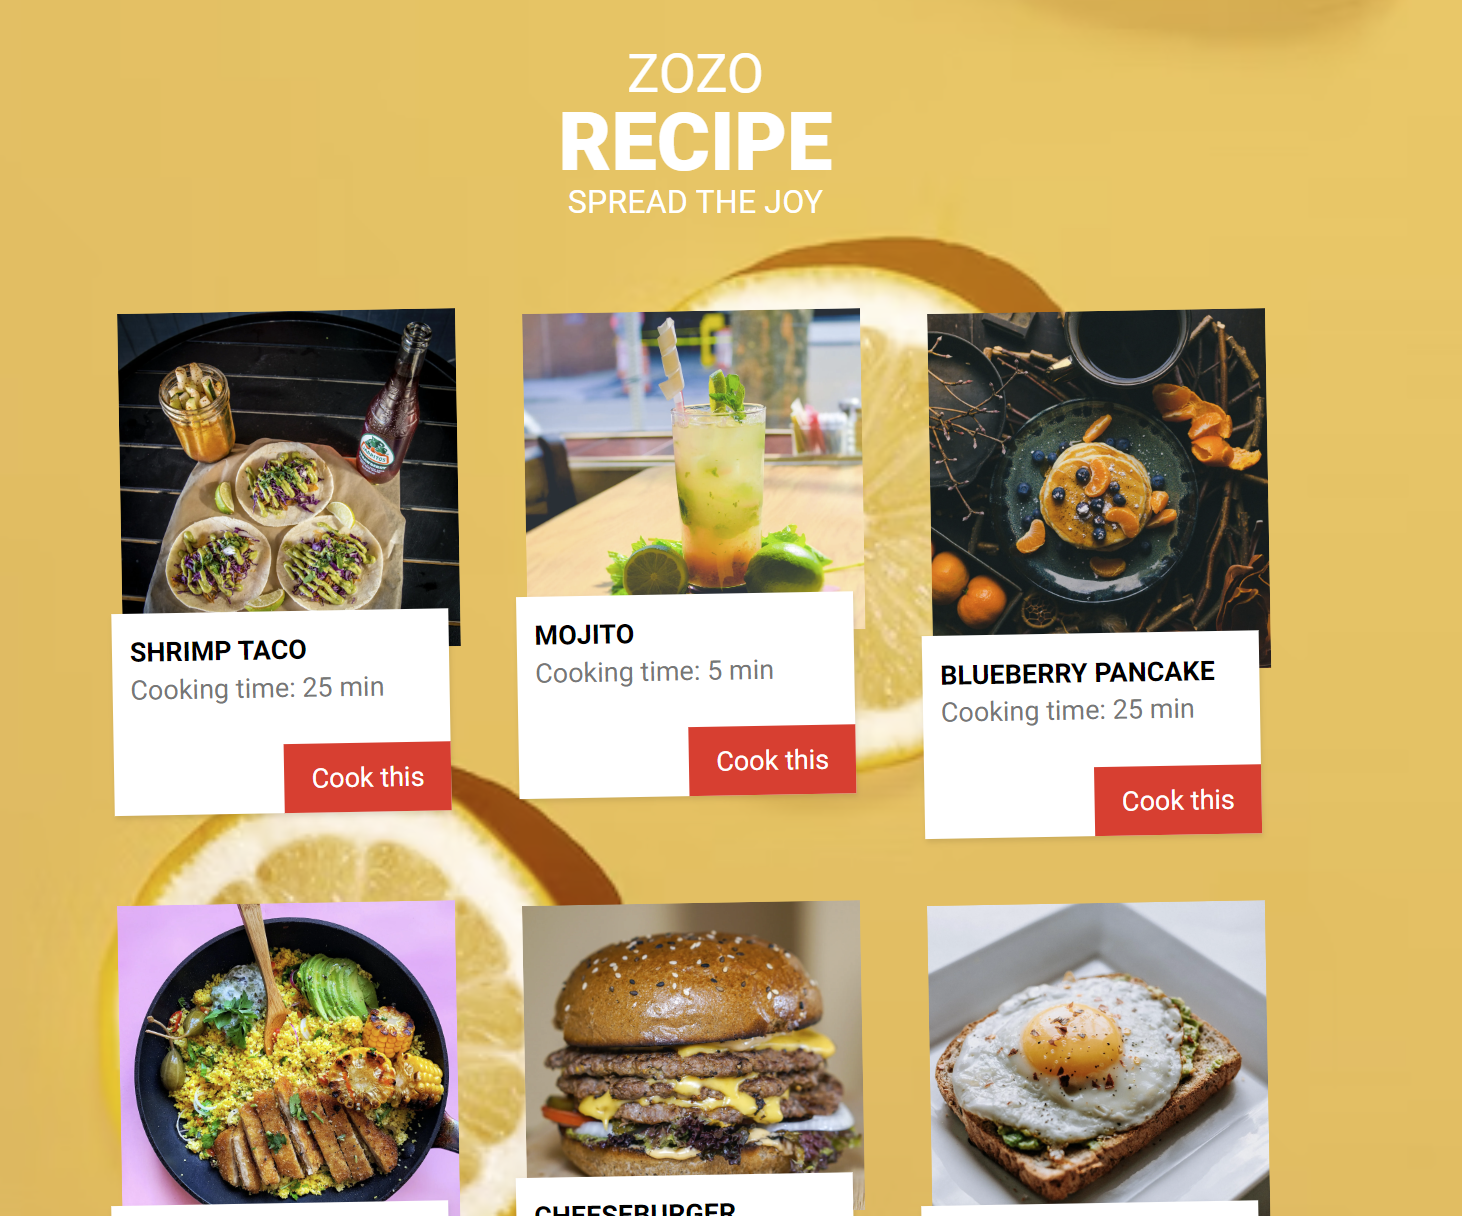 ZOZO
RECIPE
SPREAD THE JOY
SHRIMP TACO
Cooking time: 25 min
Cook this
MOJITO
Cooking time: 5 min
Cook this
BLUEBERRY PANCAKE
Cooking time: 25 min
Cook this
CHEESEBURGER